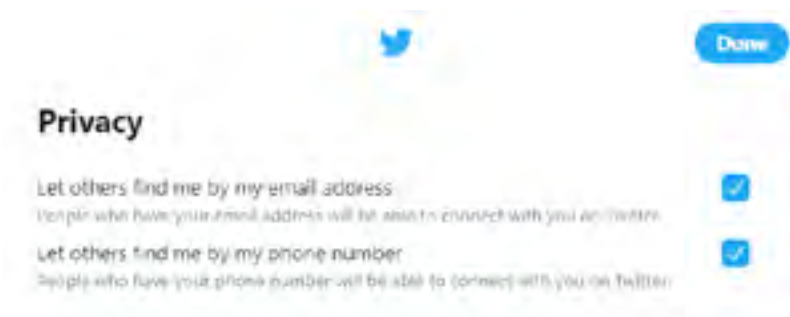 Done
Privacy
Let others find me by my email address
People who have your email address will be able to connect with you on Twitter.
Let others find me by my phone number
People who have your phone number will be able to connect with you on Twitter.